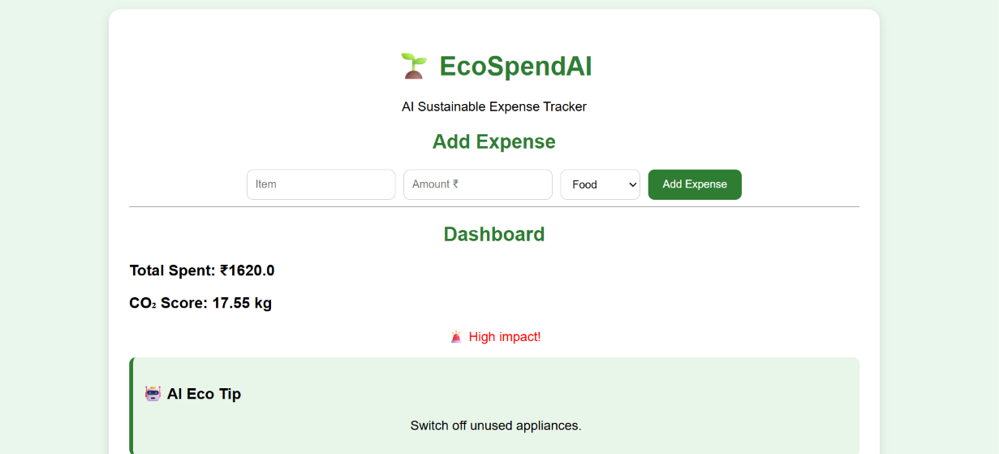 EcoSpendAI
AI Sustainable Expense Tracker
Add Expense
Item Amount ₹ Food Add Expense
Dashboard
Total Spent: ₹1620.0
CO₂ Score: 17.55 kg
High impact!
AI Eco Tip
Switch off unused appliances.